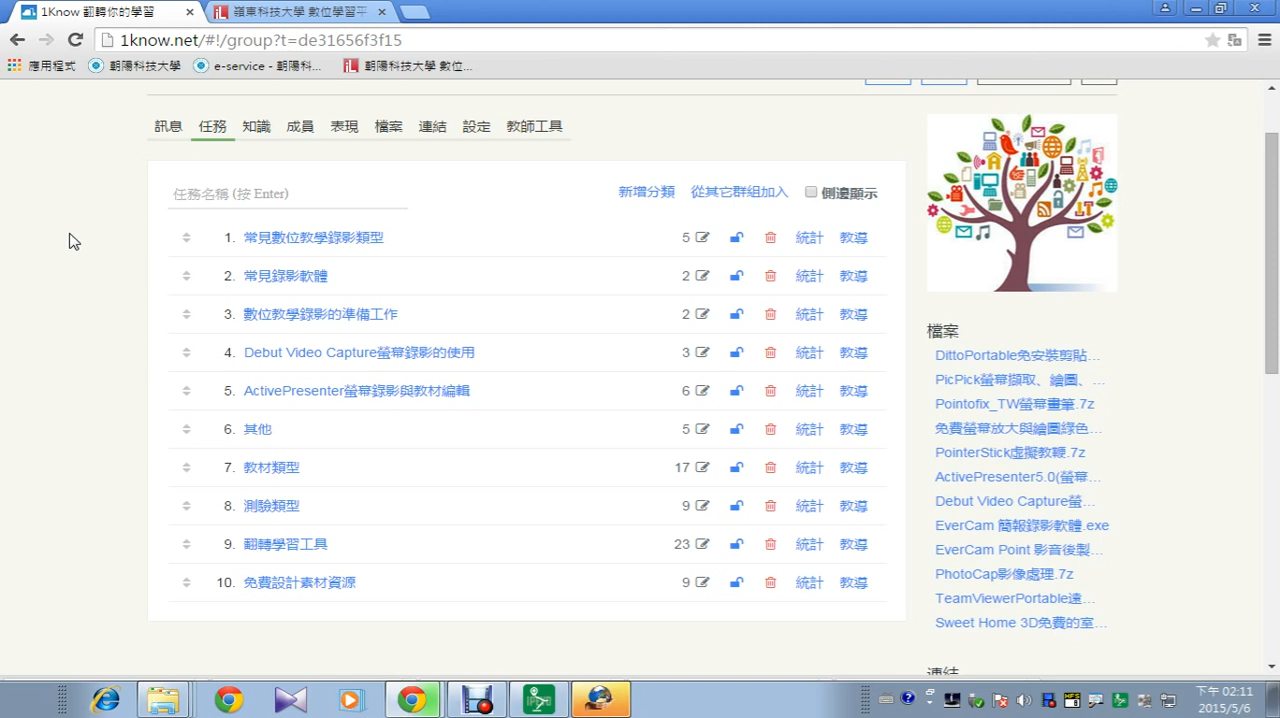 1Know 翻轉你的學習
嶺東科技大學 數位學習平
1know.net/#!/group?t=de31656f3f15
應用程式
朝陽科技大學
e-service - 朝陽科...
朝陽科技大學 數位...
訊息 任務 知識 成員 表現 檔案 連結 設定 教師工具
任務名稱 (按 Enter)
新增分類 從其它群組加入 側邊顯示
1. 常見數位教學錄影類型 5 統計 教導
2. 常見錄影軟體 2 統計 教導
3. 數位教學錄影的準備工作 2 統計 教導
4. Debut Video Capture螢幕錄影的使用 3 統計 教導
5. ActivePresenter螢幕錄影與教材編輯 6 統計 教導
6. 其他 5 統計 教導
7. 教材類型 17 統計 教導
8. 測驗類型 9 統計 教導
9. 翻轉學習工具 23 統計 教導
10. 免費設計素材資源 9 統計 教導
檔案
DittoPortable免安裝剪貼...
PicPick螢幕擷取、繪圖、...
Pointofix_TW螢幕畫筆.7z
免費螢幕放大與繪圖綠色...
PointerStick虛擬教鞭.7z
ActivePresenter5.0(螢幕...
Debut Video Capture螢...
EverCam 簡報錄影軟體.exe
EverCam Point 影音後製...
PhotoCap影像處理.7z
TeamViewerPortable遠...
Sweet Home 3D免費的室...
連結
下午 02:11
2015/5/6